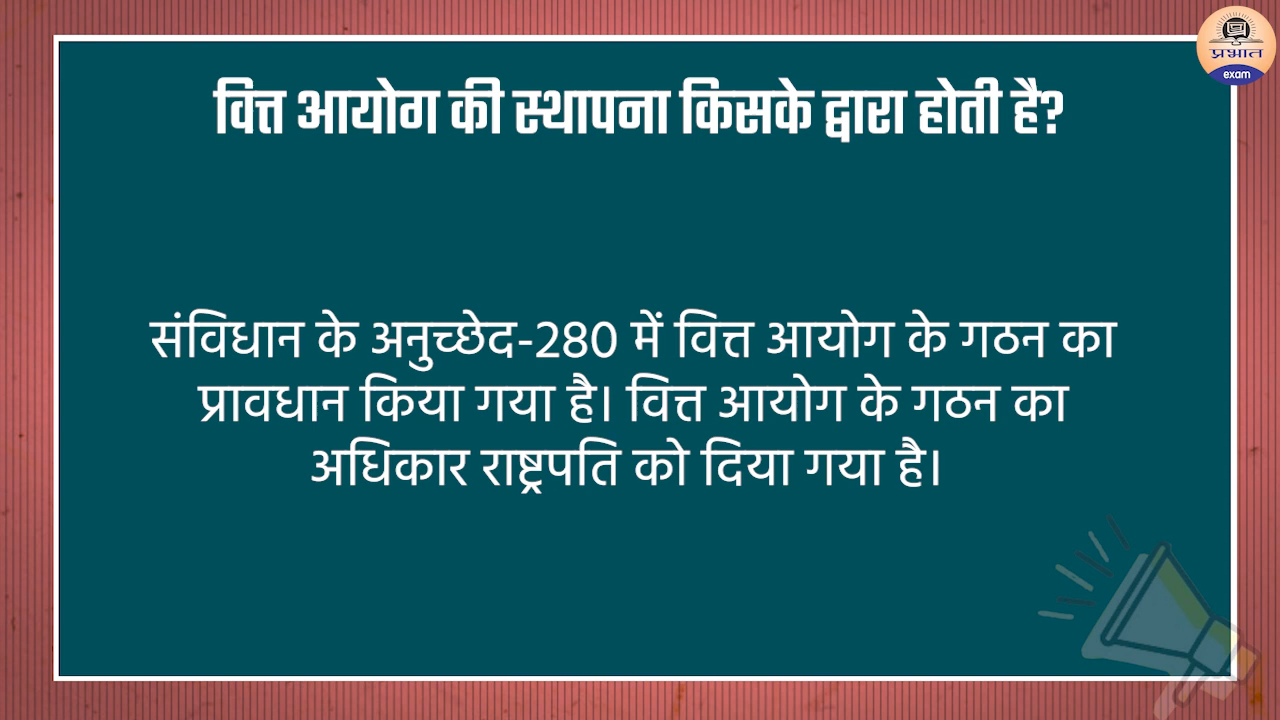 प्रभात
exam
वित्त आयोग की स्थापना किसके द्वारा होती है?
संविधान के अनुच्छेद-280 में वित्त आयोग के गठन का
प्रावधान किया गया है। वित्त आयोग के गठन का
अधिकार राष्ट्रपति को दिया गया है।